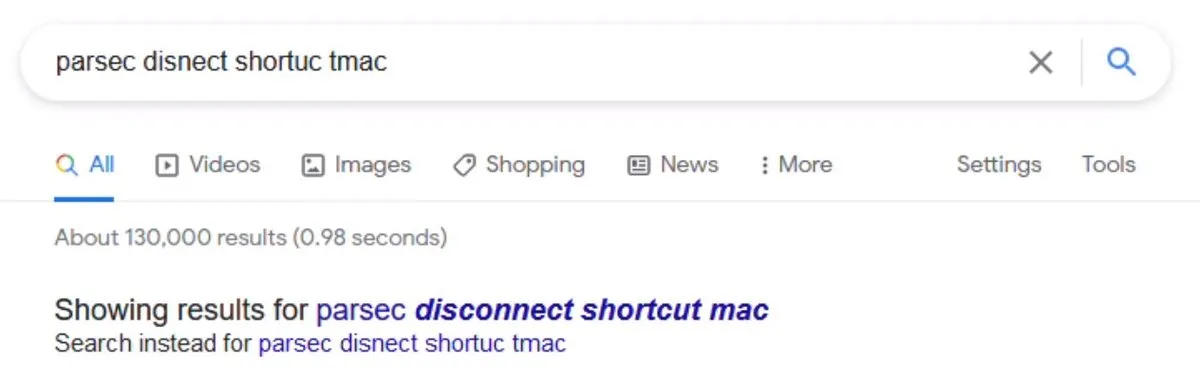 parsec disnect shortuc tmac
All Videos Images Shopping News More Settings Tools
About 130,000 results (0.98 seconds)
Showing results for parsec disconnect shortcut mac
Search instead for parsec disnect shortuc tmac